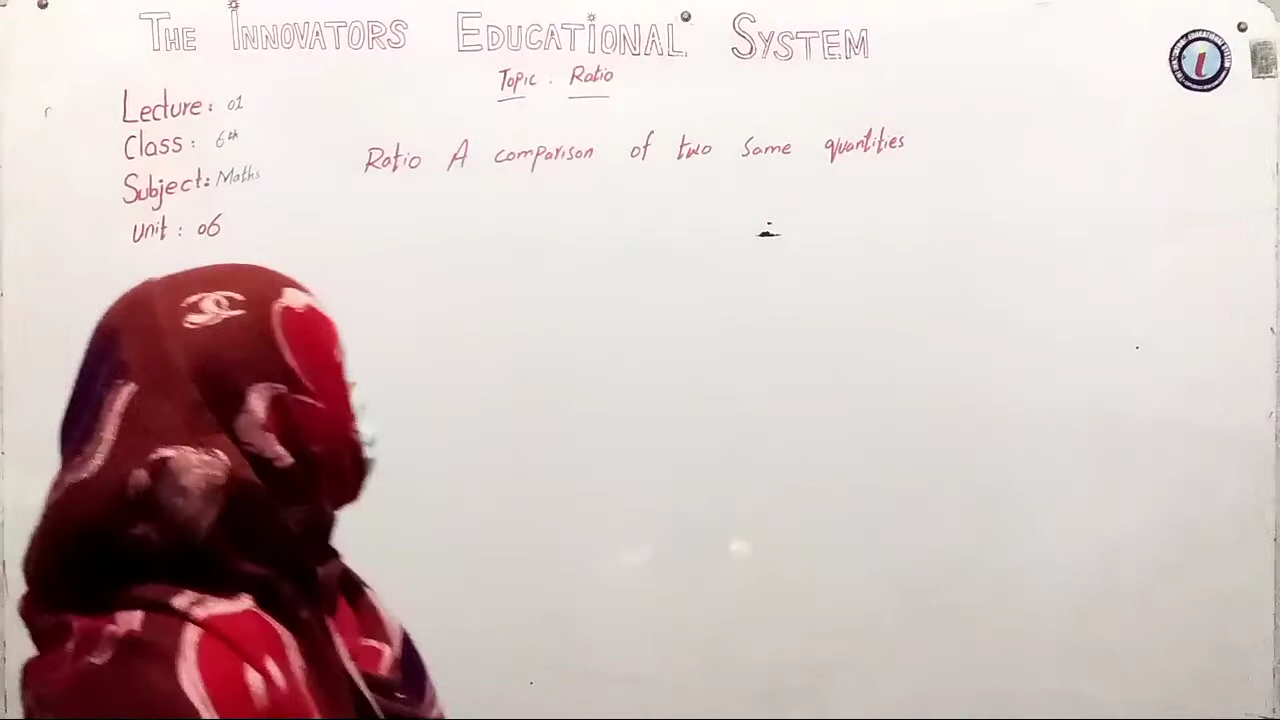 THE INNOVATORS EDUCATIONAL SYSTEM
Topic . Ratio
Lecture: 01
Class: 6th
Subject: Maths
Unit: 06
Ratio A comparison of two same quantities